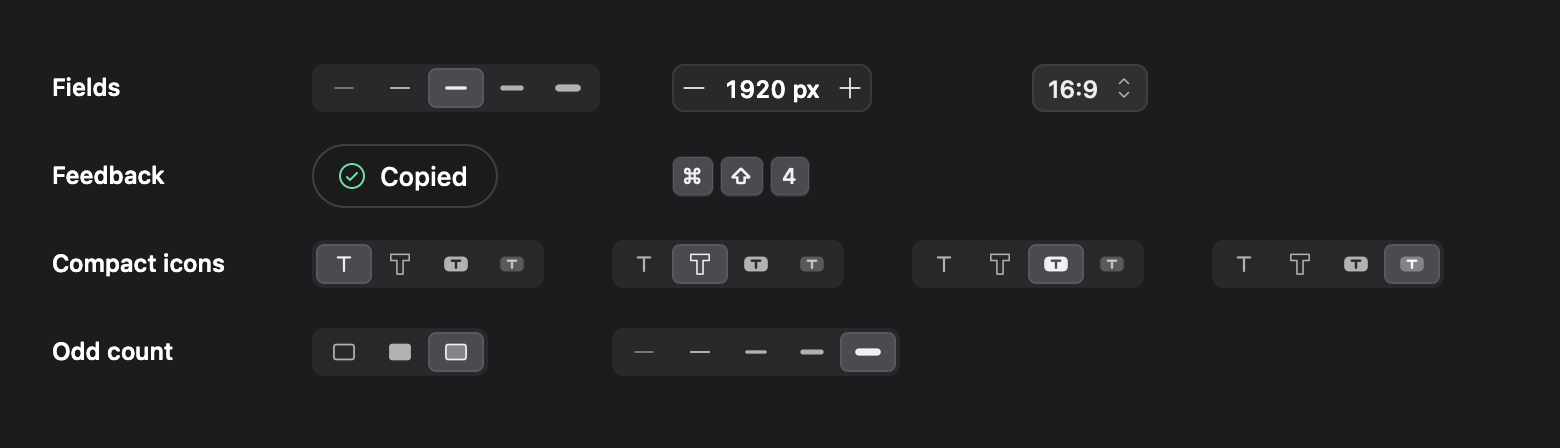 Fields 1920 px 16:9
Feedback Copied ⌘ ⇧ 4
Compact icons T T T T T T T T T T T T T T T T
Odd count